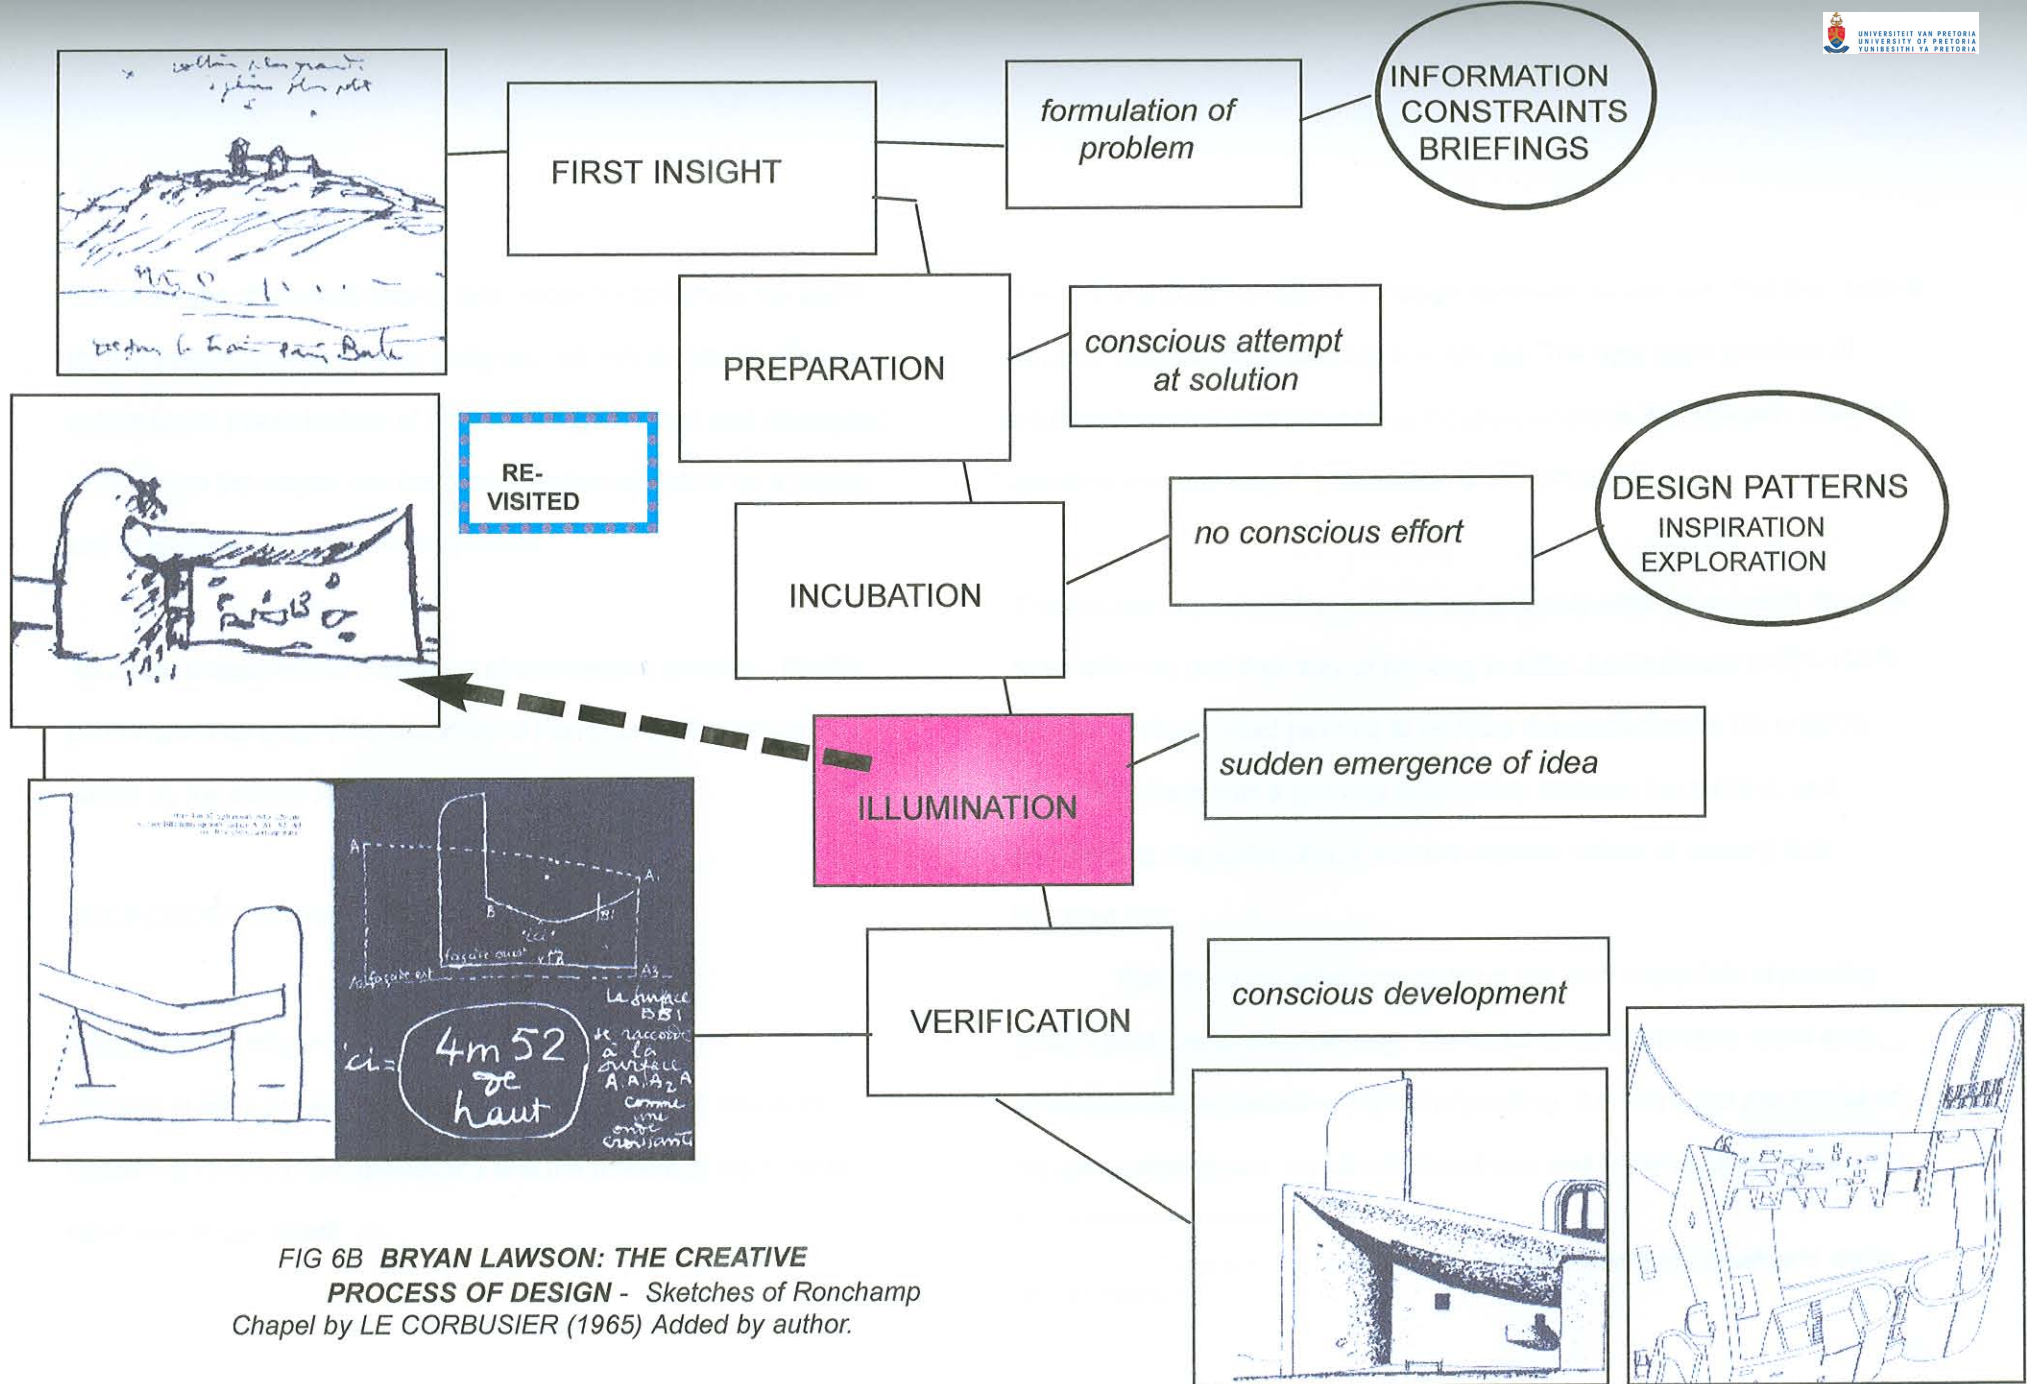 UNIVERSITEIT VAN PRETORIA
UNIVERSITY OF PRETORIA
YUNIBESITHI YA PRETORIA
FIRST INSIGHT
formulation of
problem
INFORMATION
CONSTRAINTS
BRIEFINGS
PREPARATION
conscious attempt
at solution
RE-
VISITED
INCUBATION
no conscious effort
DESIGN PATTERNS
INSPIRATION
EXPLORATION
ILLUMINATION
sudden emergence of idea
VERIFICATION
conscious development
A
A1
B
B1
"ici"
façade ouest
façade est
A3
ici =
4m 52
de
haut
La surface
BB1
se raccorde
à la
surface
A A1 A2 A
comme
une
onde
croissante
FIG 6B BRYAN LAWSON: THE CREATIVE
PROCESS OF DESIGN - Sketches of Ronchamp
Chapel by LE CORBUSIER (1965) Added by author.